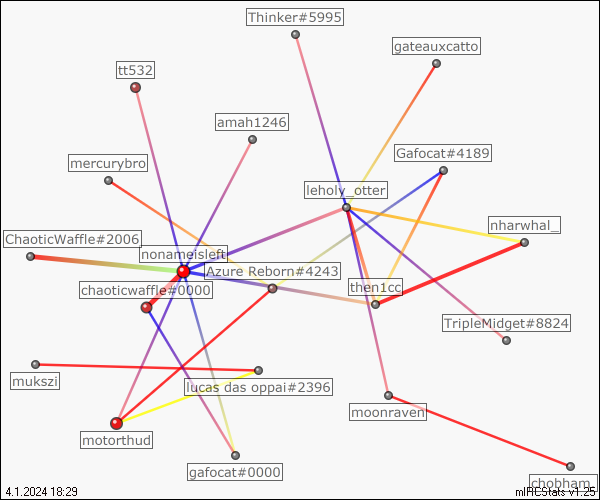 Thinker#5995
gateauxcatto
tt532
amah1246
Gafocat#4189
mercurybro
leholy_otter
nharwhal_
ChaoticWaffle#2006
nonameisleft
Azure Reborn#4243
chaoticwaffle#0000
then1cc
TripleMidget#8824
mukszi
lucas das oppai#2396
moonraven
motorthud
gafocat#0000
chobham_
4.1.2024 18:29
mIRCStats v1.25